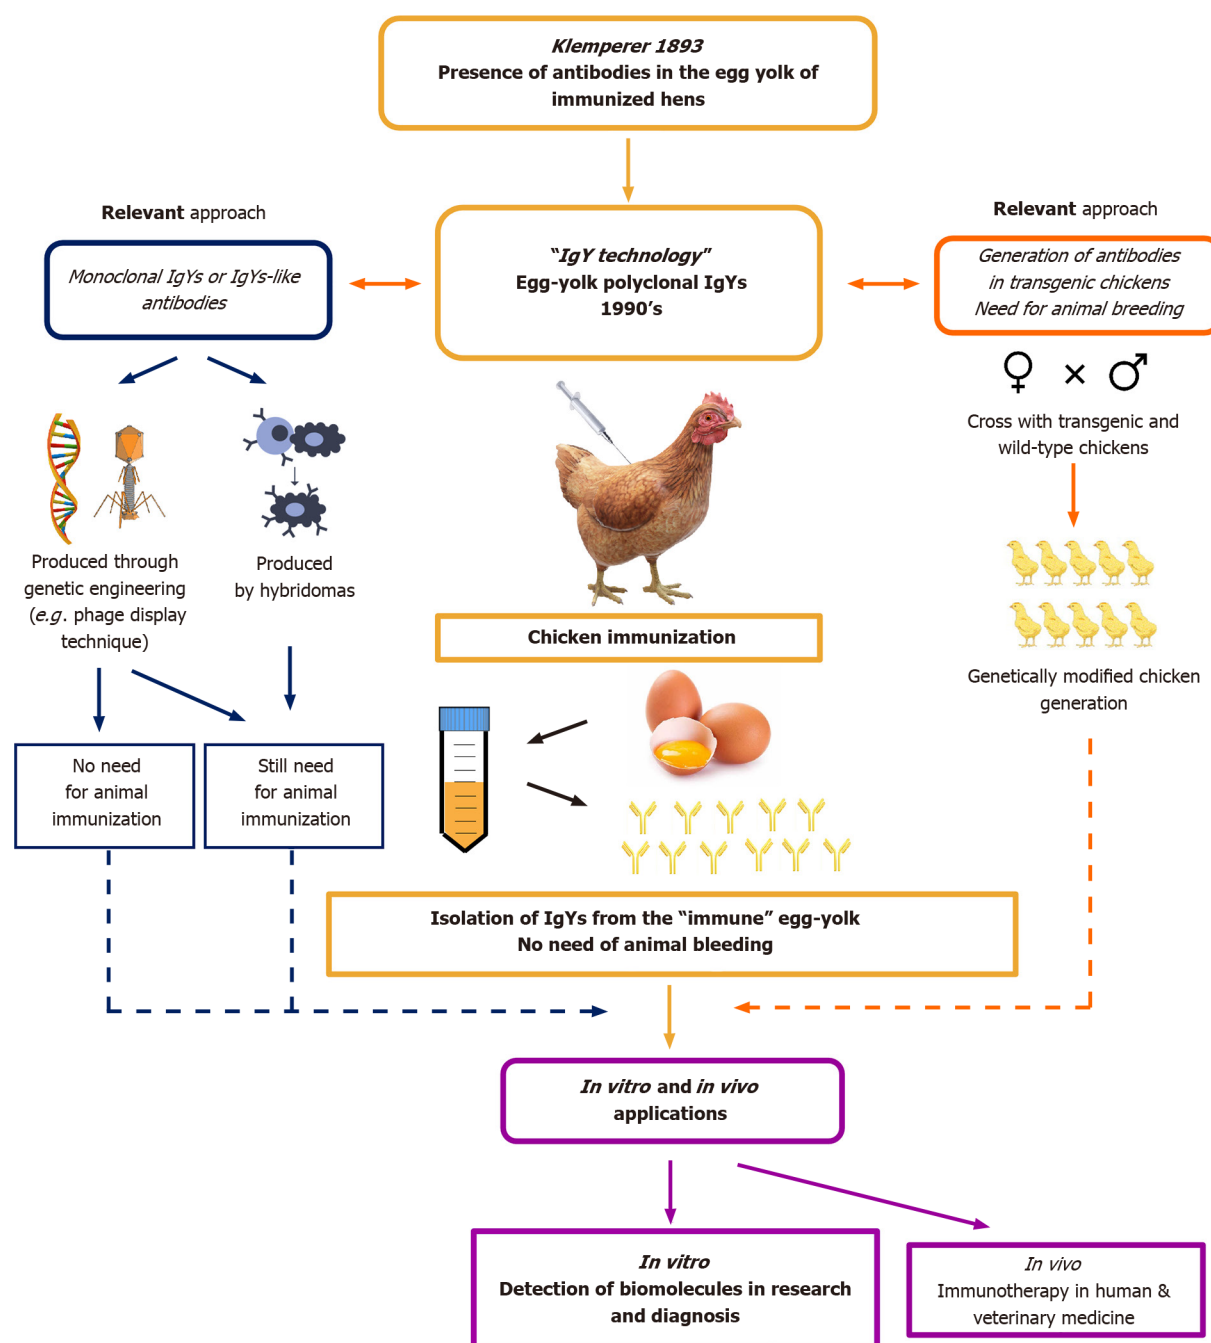 Klemperer 1893
Presence of antibodies in the egg yolk of
immunized hens
Relevant approach
Monoclonal IgYs or IgYs-like
antibodies
“IgY technology”
Egg-yolk polyclonal IgYs
1990’s
Relevant approach
Generation of antibodies
in transgenic chickens
Need for animal breeding
Cross with transgenic and
wild-type chickens
Produced through
genetic engineering
(e.g. phage display
technique)
Produced
by hybridomas
Chicken immunization
Genetically modified chicken
generation
No need
for animal
immunization
Still need
for animal
immunization
Isolation of IgYs from the “immune” egg-yolk
No need of animal bleeding
In vitro and in vivo
applications
In vitro
Detection of biomolecules in research
and diagnosis
In vivo
Immunotherapy in human &
veterinary medicine